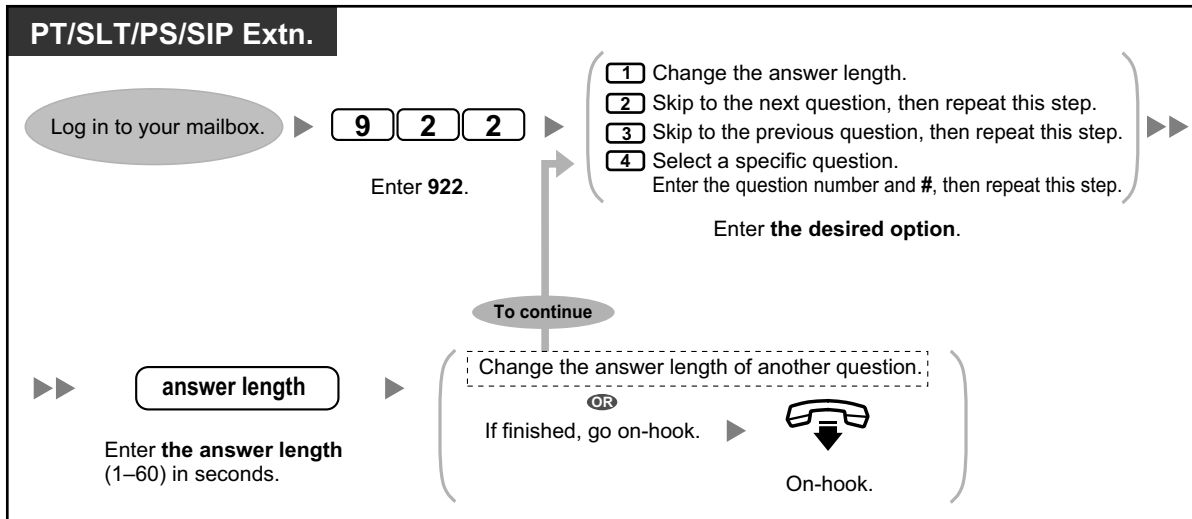 PT/SLT/PS/SIP Extn.
Log in to your mailbox.
9 2 2
Enter 922.
1 Change the answer length.
2 Skip to the next question, then repeat this step.
3 Skip to the previous question, then repeat this step.
4 Select a specific question.
Enter the question number and #, then repeat this step.
Enter the desired option.
To continue
answer length
Enter the answer length
(1–60) in seconds.
Change the answer length of another question.
OR
If finished, go on-hook.
On-hook.